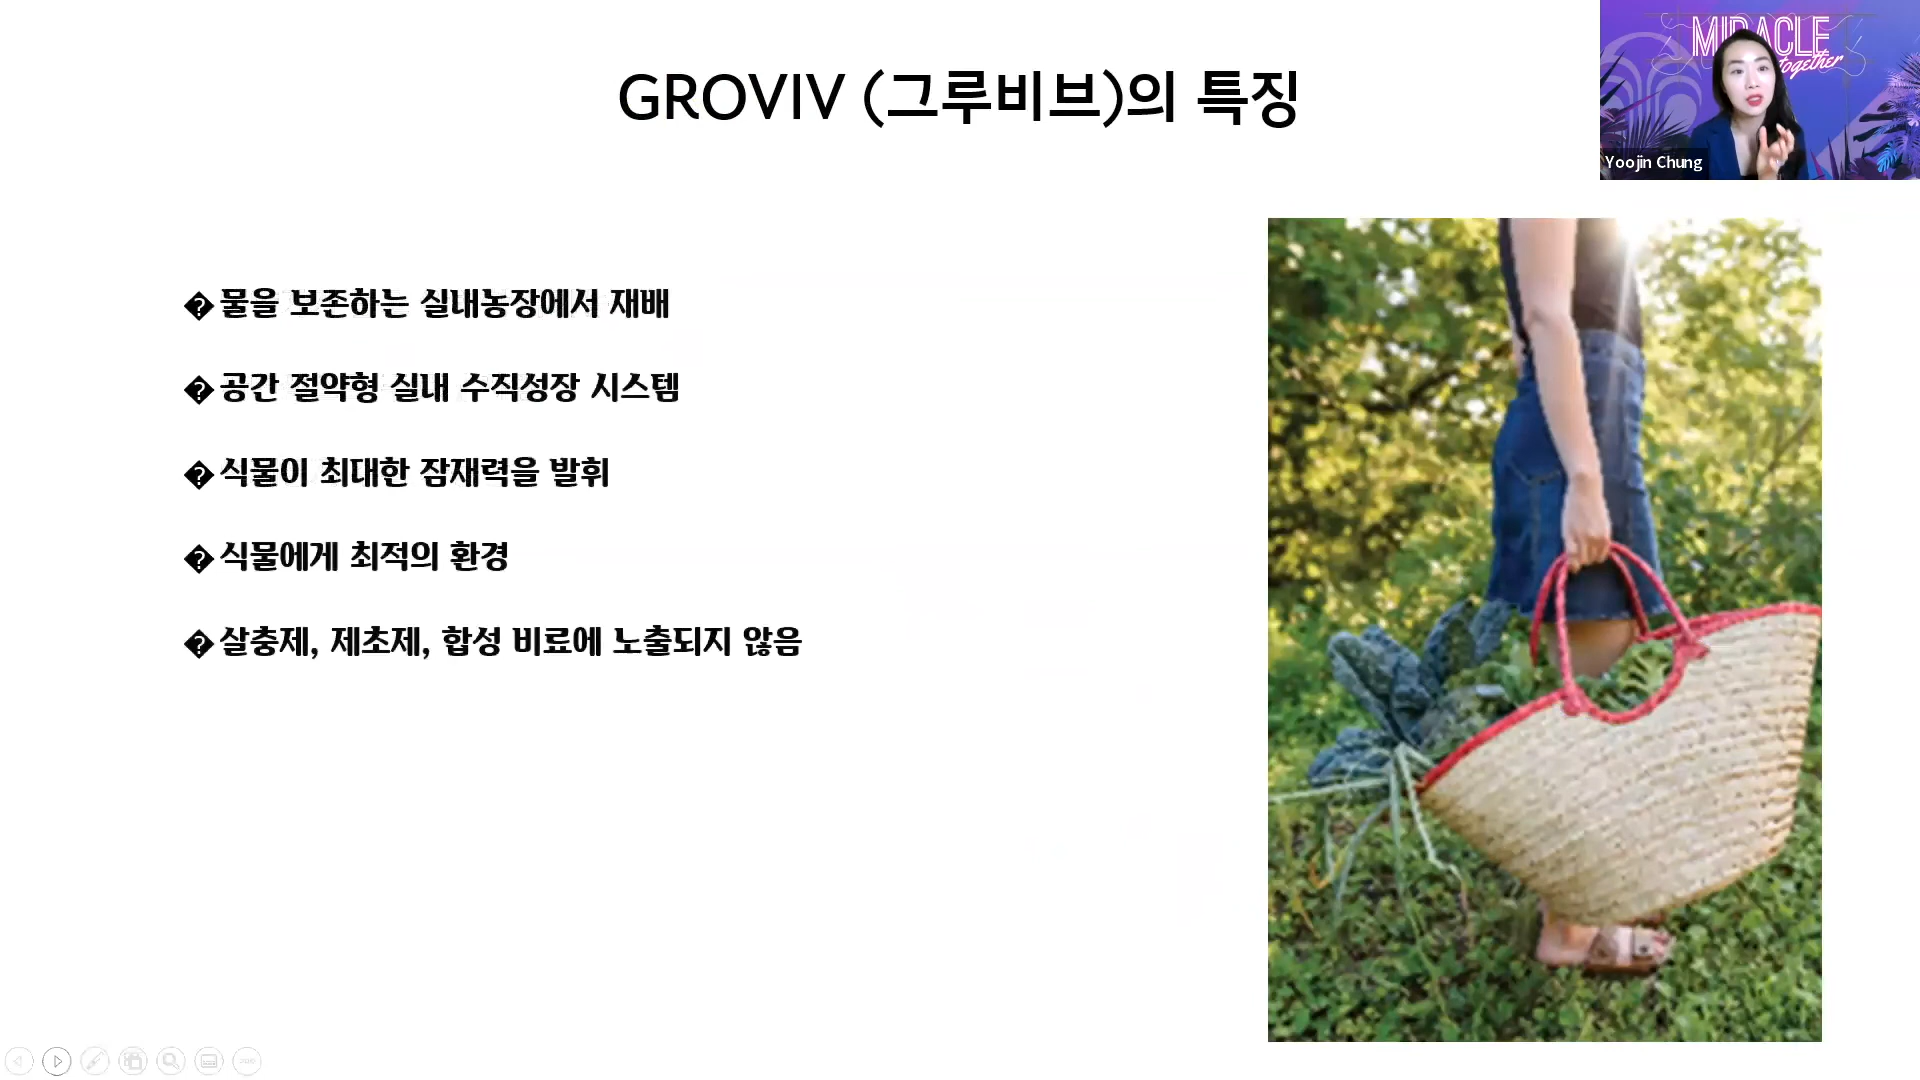 GROVIV (그루비브)의 특징
MIRACLE
together
Yoojin Chung
물을 보존하는 실내농장에서 재배
공간 절약형 실내 수직성장 시스템
식물이 최대한 잠재력을 발휘
식물에게 최적의 환경
살충제, 제초제, 합성 비료에 노출되지 않음